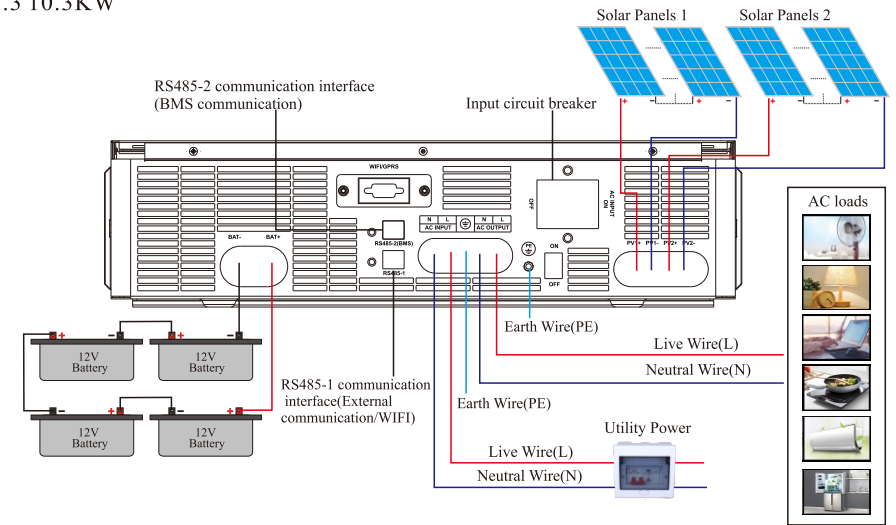 .3 10.3KW
Solar Panels 1
Solar Panels 2
+ − + −
+ − + −
RS485-2 communication interface
(BMS communication)
Input circuit breaker
WIFI/GPRS
OFF
AC INPUT
ON
BAT-
BAT+
RS485-2(BMS)
RS485-1
N L N L
AC INPUT
AC OUTPUT
PE
ON
OFF
PV1+ PV1- PV2+ PV2-
AC loads
Earth Wire(PE)
Live Wire(L)
Neutral Wire(N)
+ − + −
12V
Battery
12V
Battery
− + − +
12V
Battery
12V
Battery
RS485-1 communication
interface(External
communication/WIFI)
Earth Wire(PE)
Utility Power
Live Wire(L)
Neutral Wire(N)